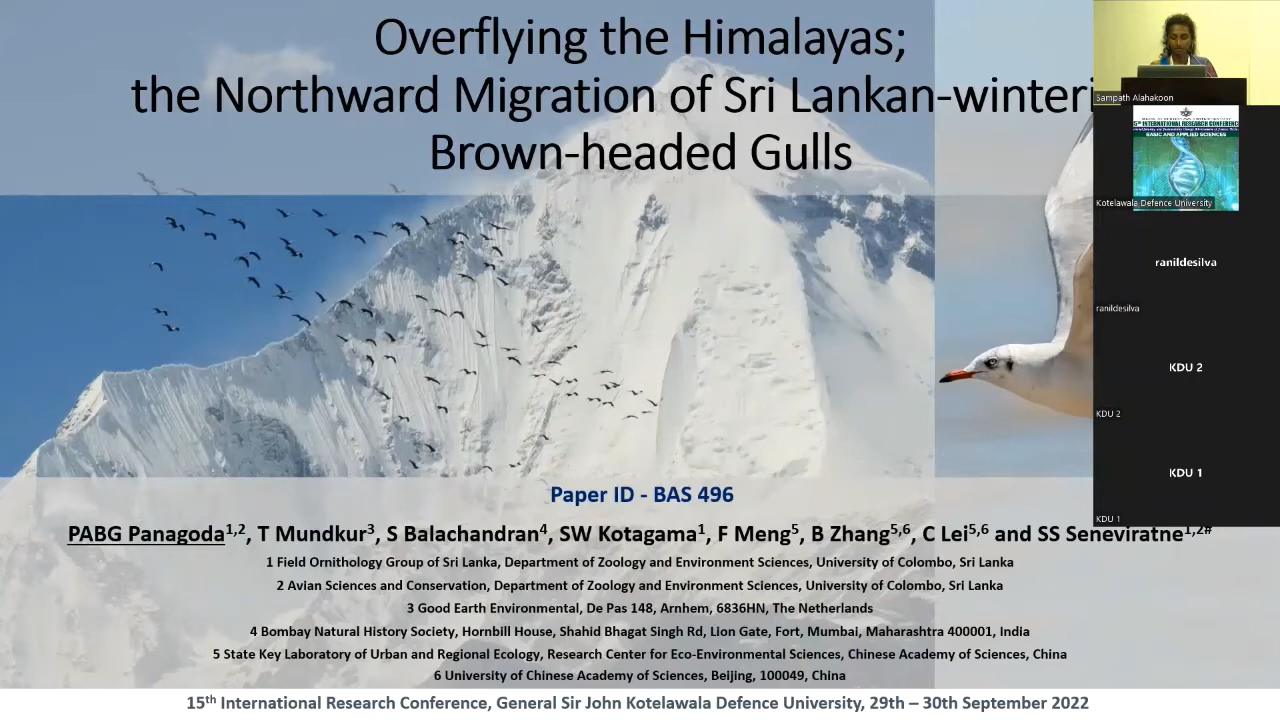 Overflying the Himalayas;
the Northward Migration of Sri Lankan-winteri
Brown-headed Gulls
Sampath Alahakoon
15TH INTERNATIONAL RESEARCH CONFERENCE
BASIC AND APPLIED SCIENCES
Kotelawala Defence University
ranildesilva
ranildesilva
KDU 2
KDU 2
KDU 1
KDU 1
Paper ID - BAS 496
PABG Panagoda1,2, T Mundkur3, S Balachandran4, SW Kotagama1, F Meng5, B Zhang5,6, C Lei5,6 and SS Seneviratne1,2#
1 Field Ornithology Group of Sri Lanka, Department of Zoology and Environment Sciences, University of Colombo, Sri Lanka
2 Avian Sciences and Conservation, Department of Zoology and Environment Sciences, University of Colombo, Sri Lanka
3 Good Earth Environmental, De Pas 148, Arnhem, 6836HN, The Netherlands
4 Bombay Natural History Society, Hornbill House, Shahid Bhagat Singh Rd, Lion Gate, Fort, Mumbai, Maharashtra 400001, India
5 State Key Laboratory of Urban and Regional Ecology, Research Center for Eco-Environmental Sciences, Chinese Academy of Sciences, China
6 University of Chinese Academy of Sciences, Beijing, 100049, China
15th International Research Conference, General Sir John Kotelawala Defence University, 29th – 30th September 2022